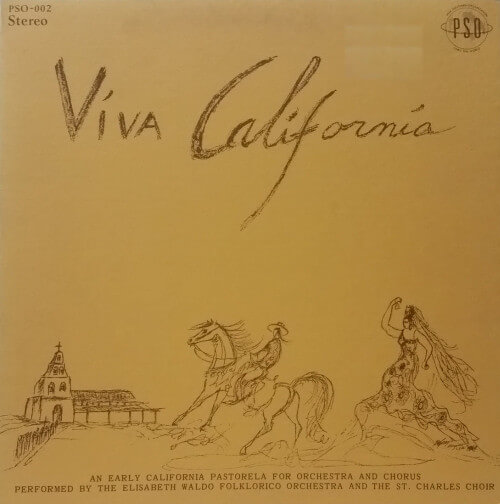 PSO-002
Stereo
PSO
Viva California
AN EARLY CALIFORNIA PASTORELA FOR ORCHESTRA AND CHORUS
PERFORMED BY THE ELISABETH WALDO FOLKLORICO ORCHESTRA AND THE ST. CHARLES CHOIR